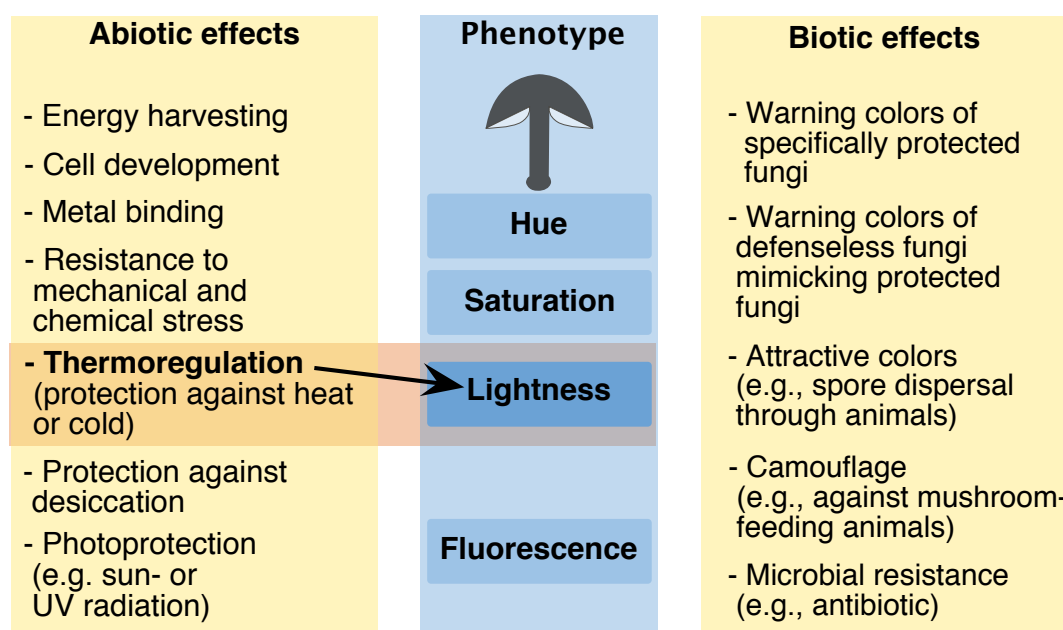 Abiotic effects
- Energy harvesting
- Cell development
- Metal binding
- Resistance to
mechanical and
chemical stress
- Thermoregulation
(protection against heat
or cold)
- Protection against
desiccation
- Photoprotection
(e.g. sun- or
UV radiation)
Phenotype
Hue
Saturation
Lightness
Fluorescence
Biotic effects
- Warning colors of
specifically protected
fungi
- Warning colors of
defenseless fungi
mimicking protected
fungi
- Attractive colors
(e.g., spore dispersal
through animals)
- Camouflage
(e.g., against mushroom-
feeding animals)
- Microbial resistance
(e.g., antibiotic)